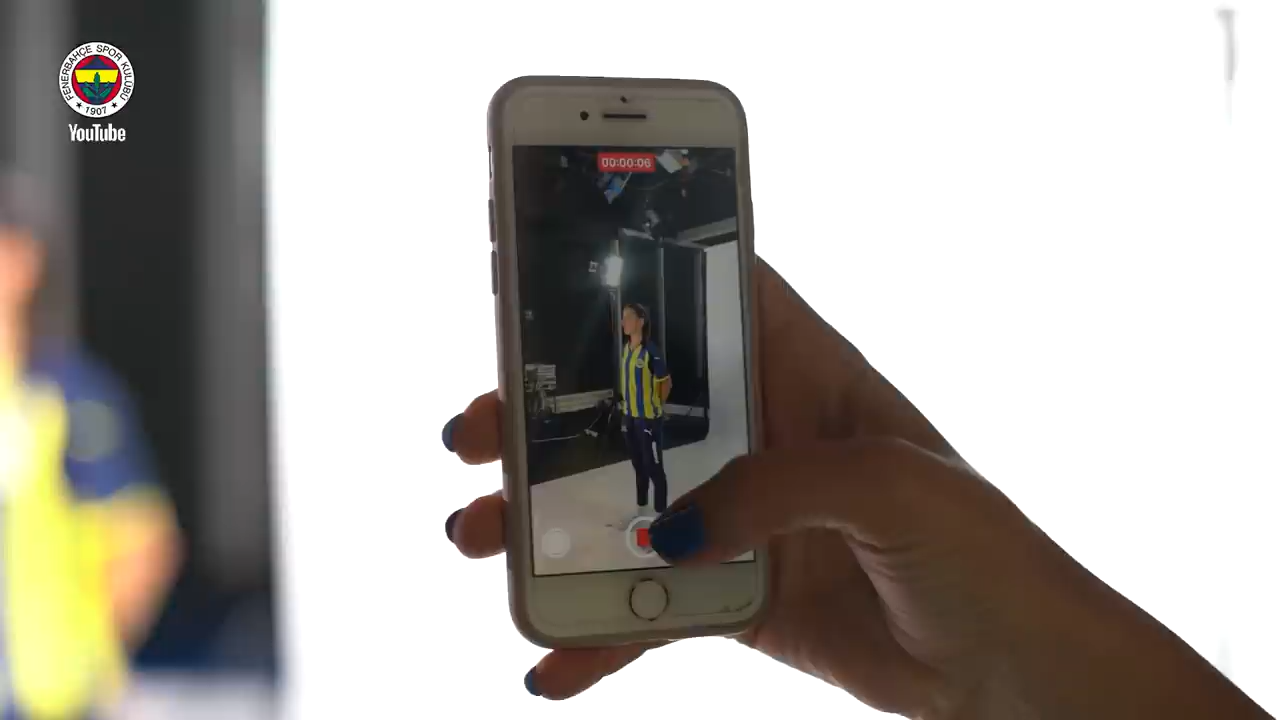 FENERBAHÇE SPOR KULÜBÜ
★ 1907 ★
YouTube
00:00:06